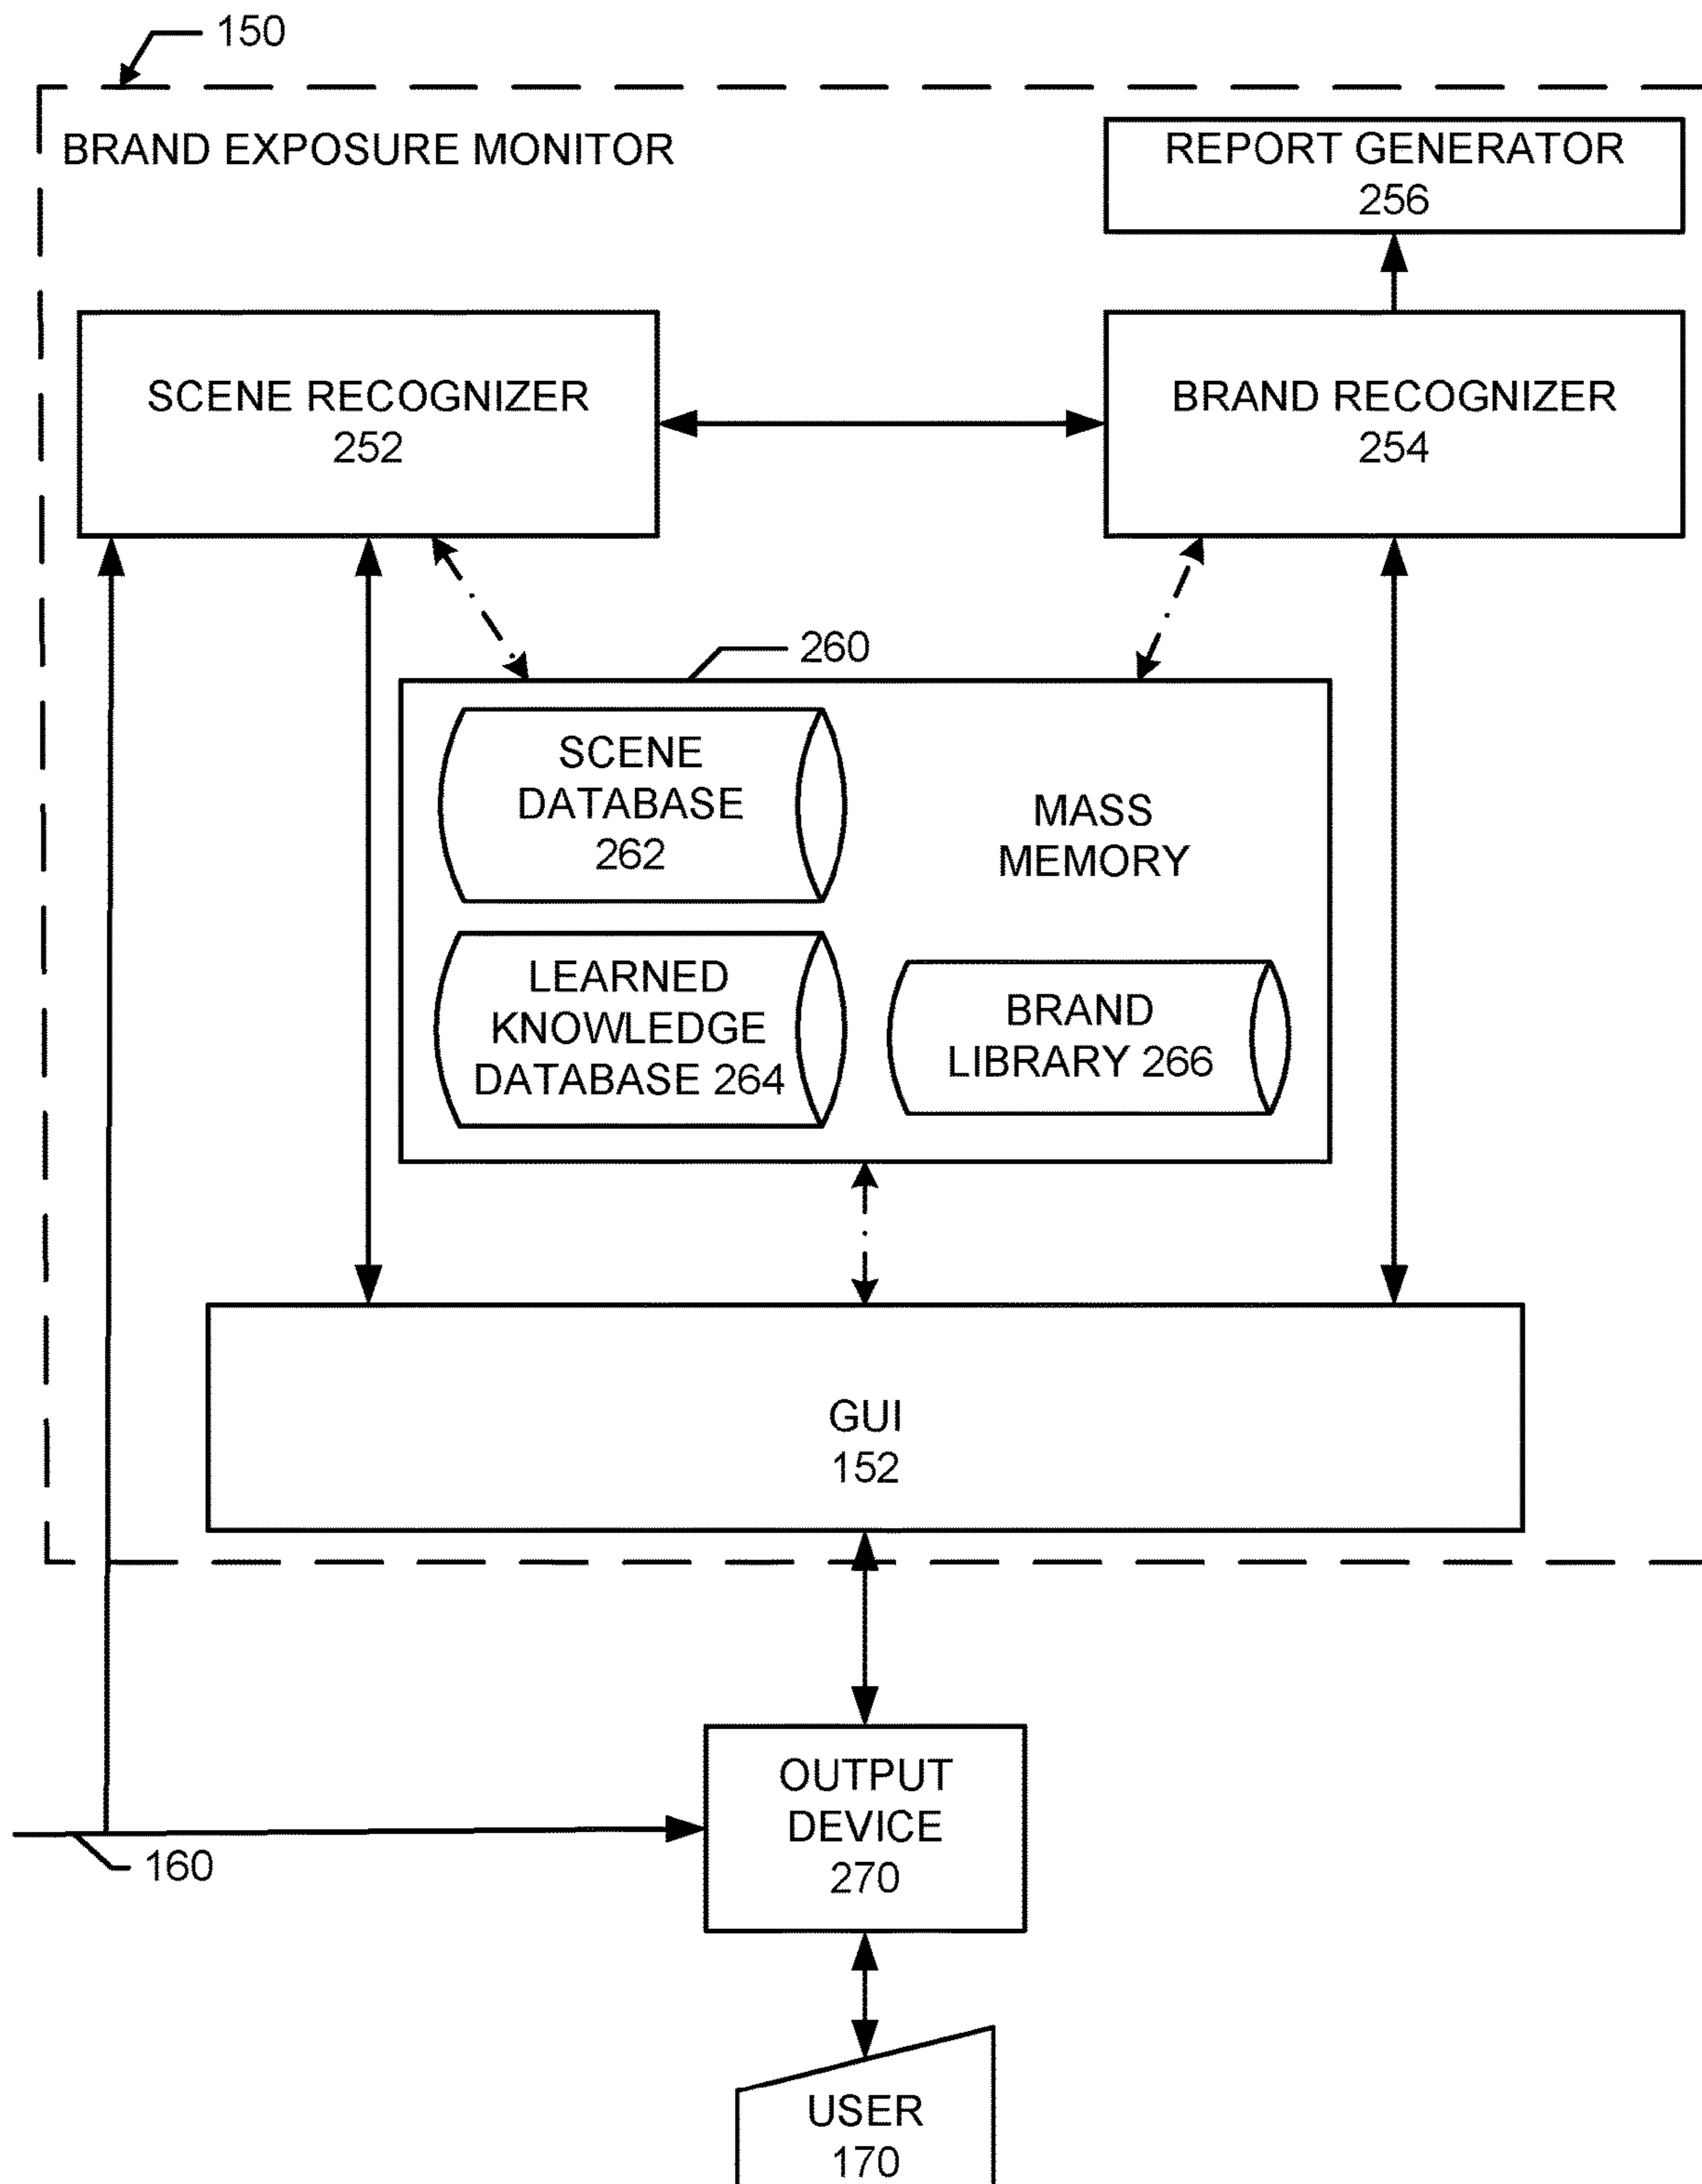 150
BRAND EXPOSURE MONITOR
REPORT GENERATOR
256
SCENE RECOGNIZER
252
BRAND RECOGNIZER
254
260
SCENE
DATABASE
262
MASS
MEMORY
LEARNED
KNOWLEDGE
DATABASE 264
BRAND
LIBRARY 266
GUI
152
OUTPUT
DEVICE
270
160
USER
170